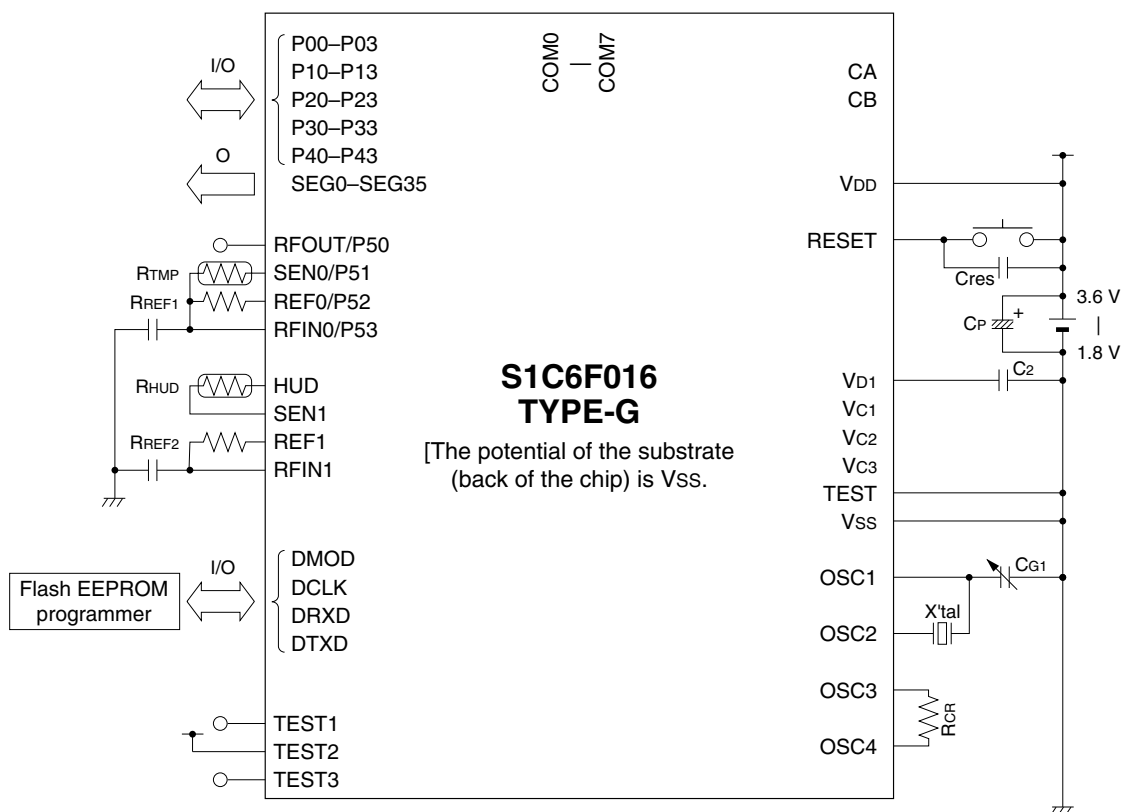 I/O
P00–P03
P10–P13
P20–P23
P30–P33
P40–P43
O
SEG0–SEG35
RFOUT/P50
RTMP
SEN0/P51
RREF1
REF0/P52
RFIN0/P53
RHUD
HUD
SEN1
RREF2
REF1
RFIN1
Flash EEPROM
programmer
I/O
DMOD
DCLK
DRXD
DTXD
TEST1
TEST2
TEST3
COM0 — COM7
S1C6F016
TYPE-G
[The potential of the substrate
(back of the chip) is VSS.
CA
CB
VDD
RESET
Cres
CP
+
3.6 V
|
1.8 V
VD1
C2
VC1
VC2
VC3
TEST
VSS
OSC1
CG1
X'tal
OSC2
OSC3
RCR
OSC4